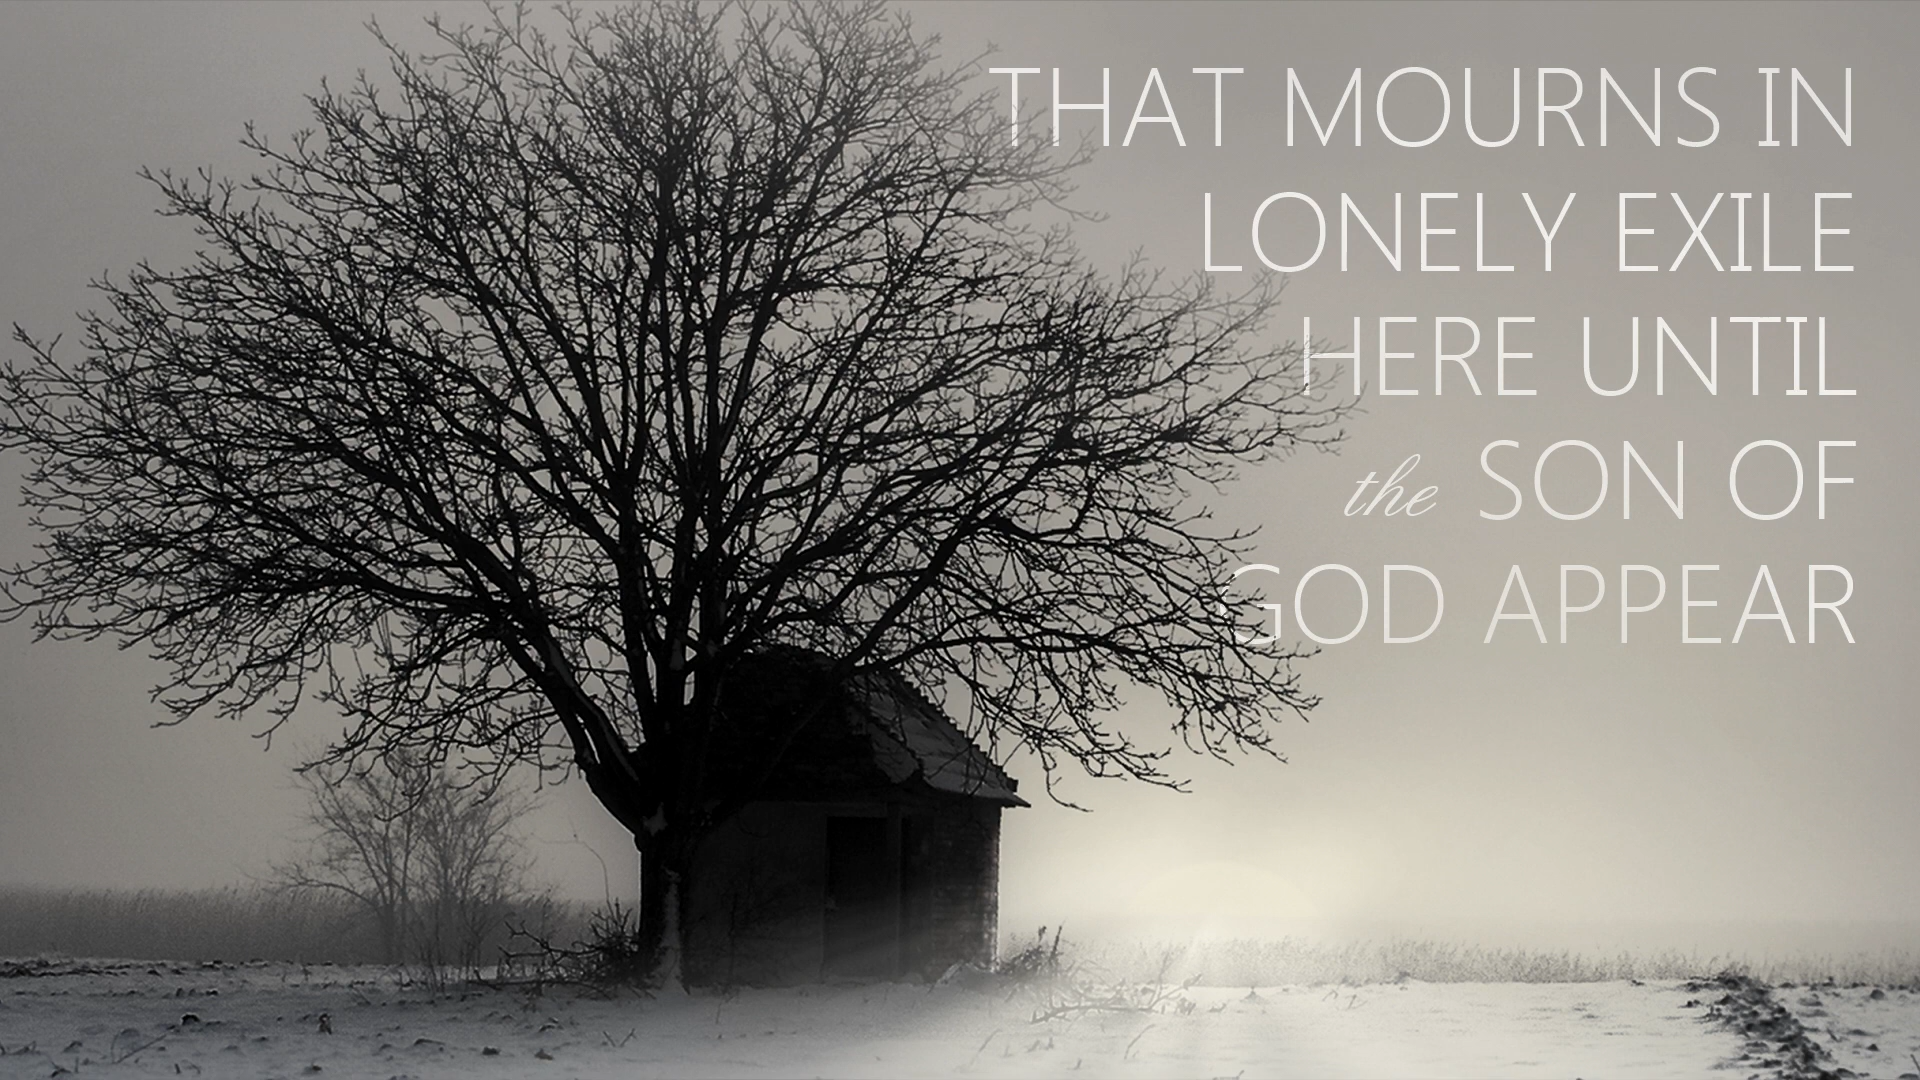 THAT MOURNS IN
LONELY EXILE
HERE UNTIL
the SON OF
GOD APPEAR